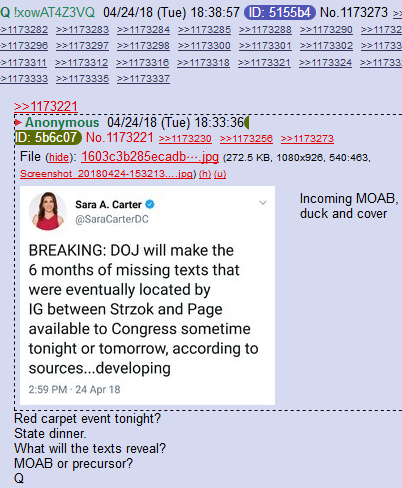 Q !xowAT4Z3VQ 04/24/18 (Tue) 18:38:57 ID: 5155b4 No.1173273 >>
>>1173282 >>1173283 >>1173284 >>1173285 >>1173288 >>1173290 >>11732
>>1173296 >>1173297 >>1173298 >>1173300 >>1173301 >>1173302 >>11733
>>1173311 >>1173312 >>1173316 >>1173318 >>1173321 >>1173324 >>11733
>>1173333 >>1173335 >>1173337
>>1173221
Anonymous 04/24/18 (Tue) 18:33:36
ID: 5b6c07 No.1173221 >>1173230 >>1173256 >>1173273
File (hide): 1603c3b285ecadb⋯.jpg (272.5 KB, 1080x926, 540:463,
Screenshot_20180424-153213….jpg) (h) (u)
Sara A. Carter
@SaraCarterDC
BREAKING: DOJ will make the
6 months of missing texts that
were eventually located by
IG between Strzok and Page
available to Congress sometime
tonight or tomorrow, according to
sources...developing
2:59 PM · 24 Apr 18
Incoming MOAB,
duck and cover
Red carpet event tonight?
State dinner.
What will the texts reveal?
MOAB or precursor?
Q